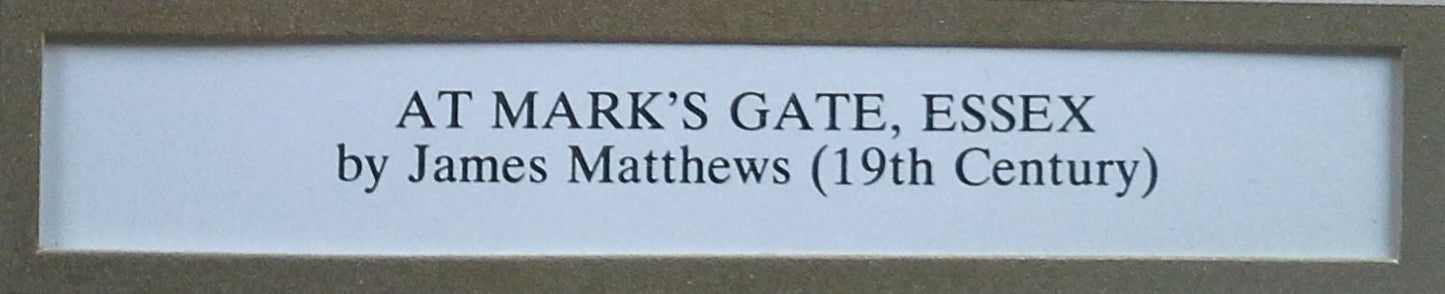 AT MARK'S GATE, ESSEX
by James Matthews (19th Century)